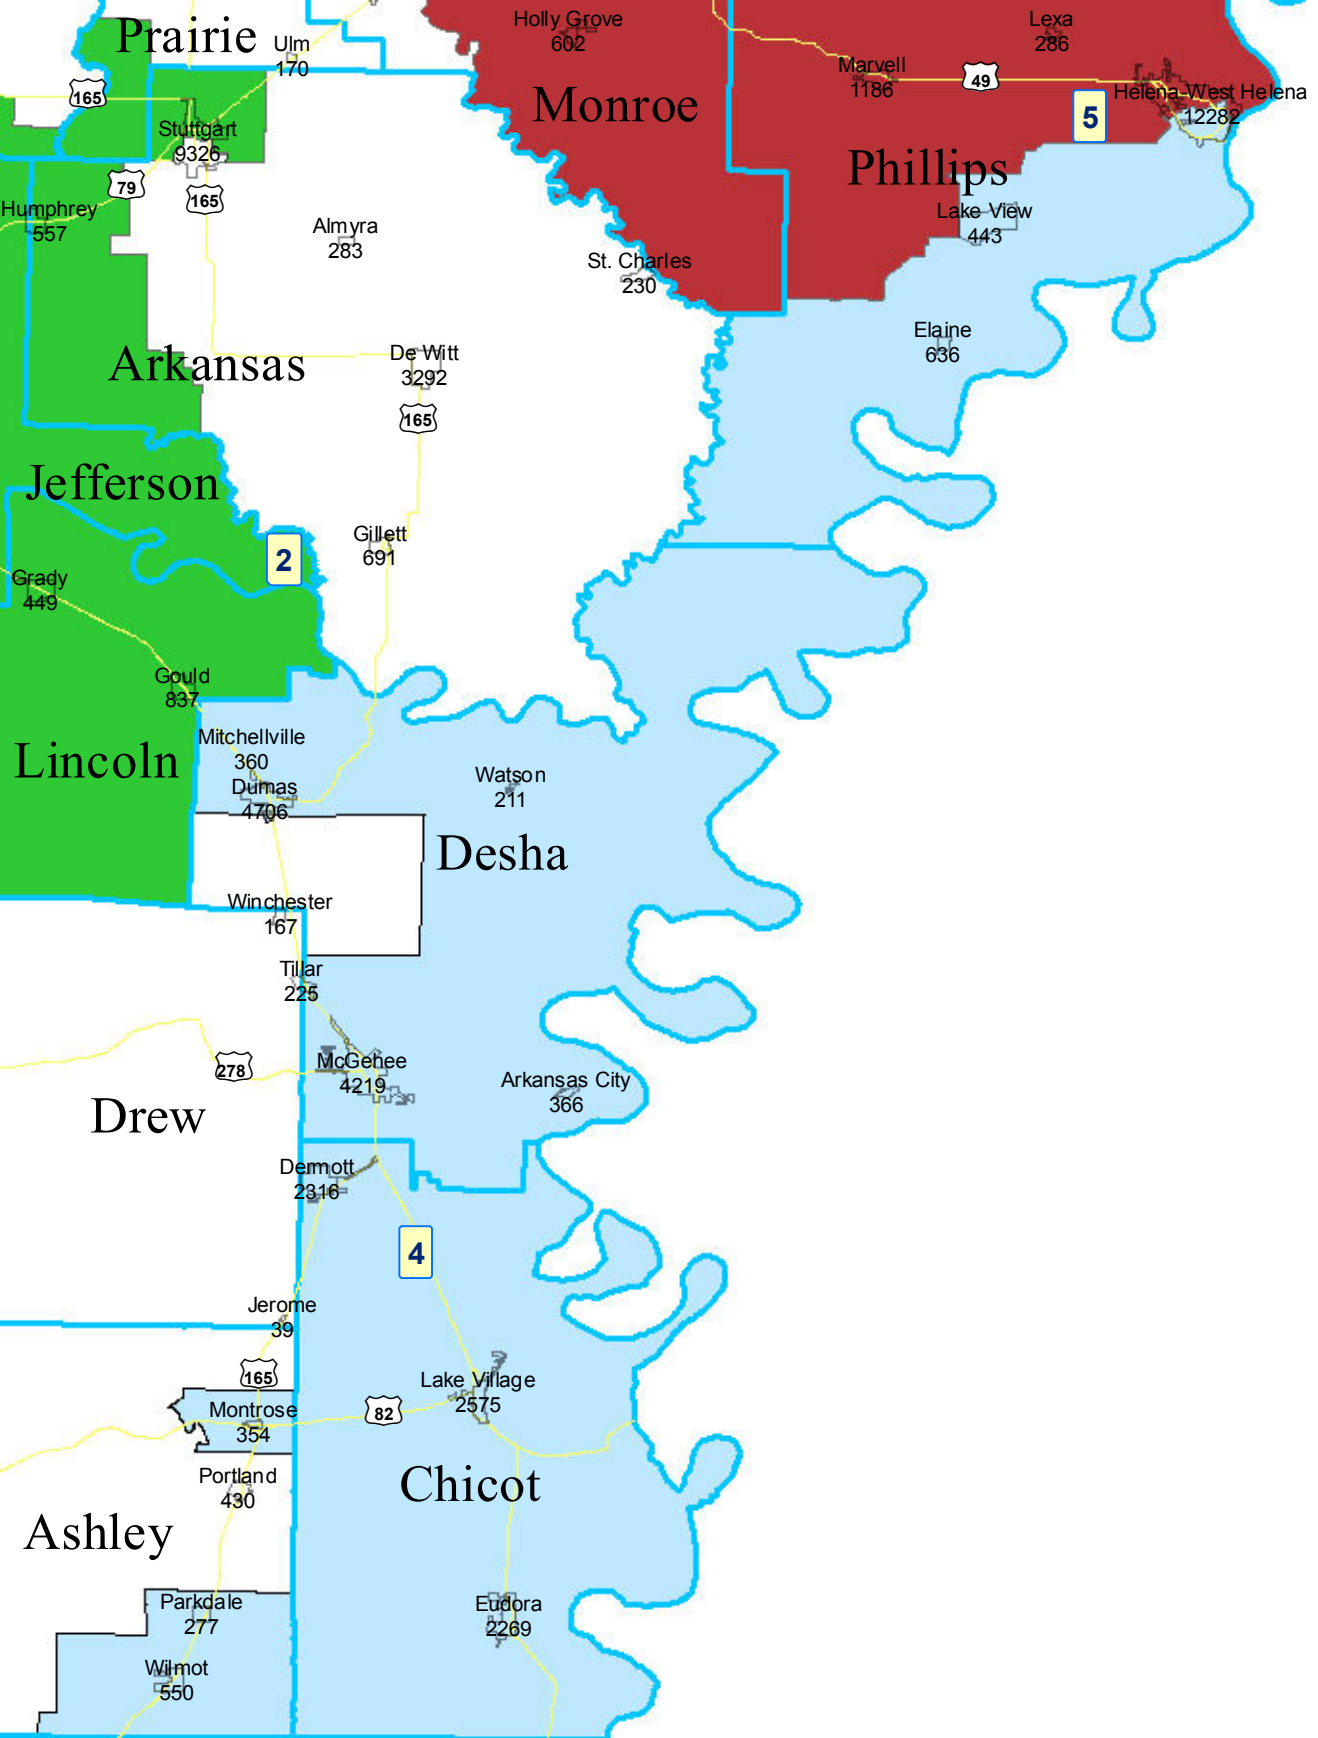 Holly Grove
602
Lexa
286
Prairie
Ulm
170
Marvell
1186
49
Helena-West Helena
12282
165
Monroe
5
Stuttgart
9326
Phillips
79
165
Humphrey
557
Lake View
443
Almyra
283
St. Charles
230
Elaine
636
Arkansas
De Witt
3292
165
Jefferson
Gillett
691
2
Grady
449
Gould
837
Mitchellville
360
Lincoln
Dumas
4706
Watson
211
Desha
Winchester
167
Tillar
225
278
McGehee
4219
Arkansas City
366
Drew
Dermott
2316
4
Jerome
39
165
Lake Village
2575
82
Montrose
354
Portland
430
Chicot
Ashley
Parkdale
277
Eudora
2269
Wilmot
550